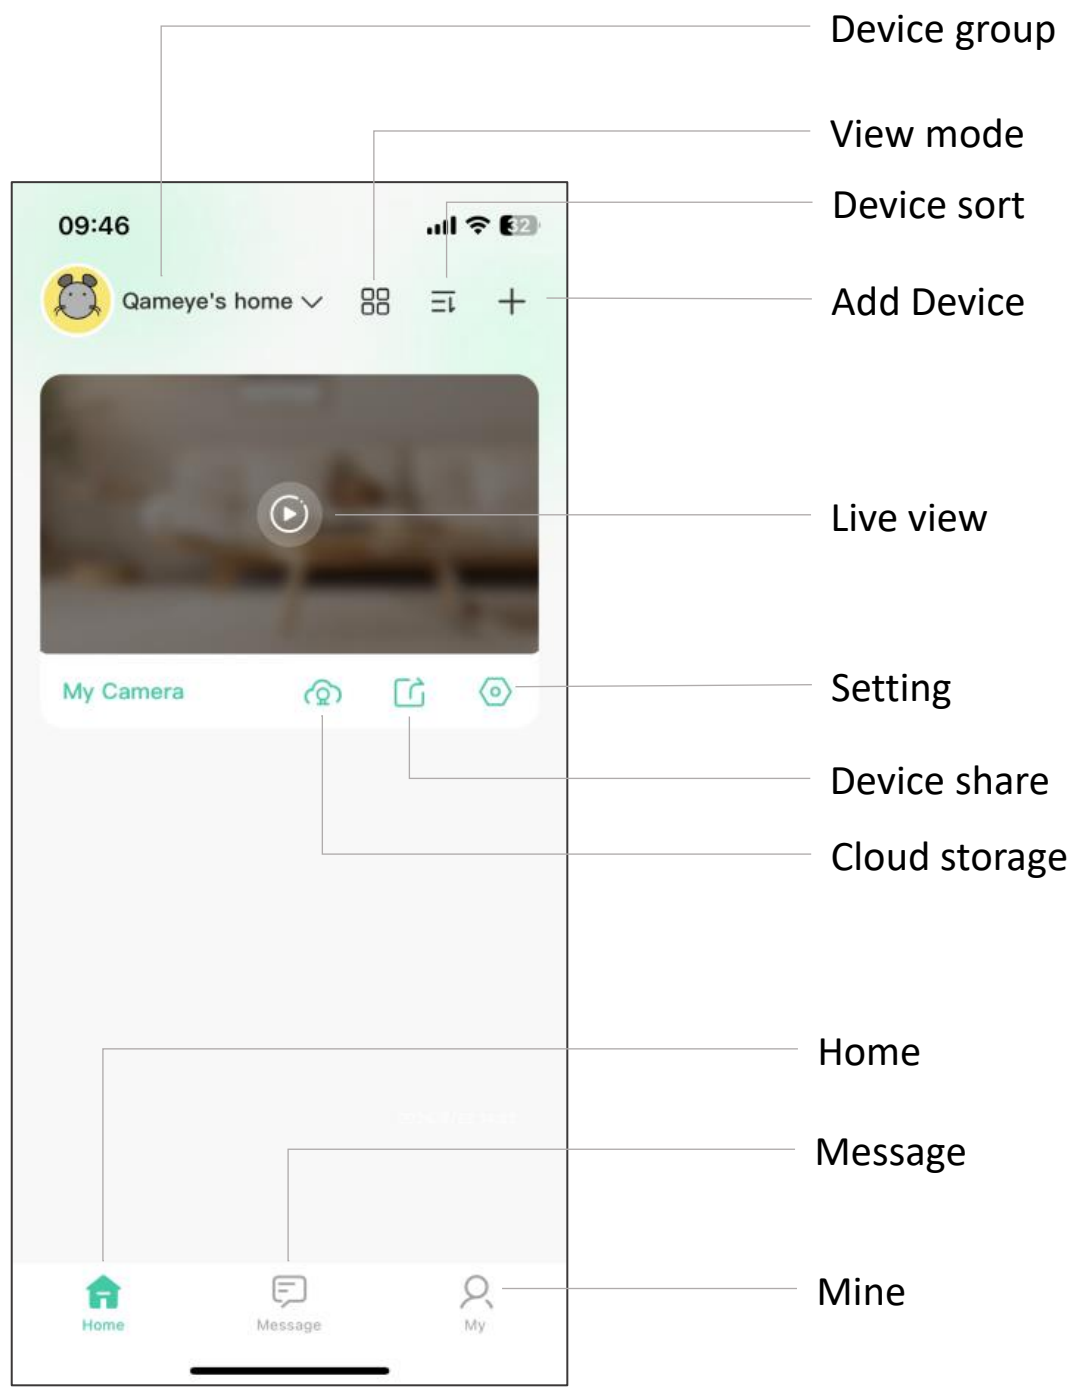 Device group
View mode
Device sort
09:46
32
Qameye's home
Add Device
Live view
My Camera
Setting
Device share
Cloud storage
Home
Message
Mine
Home
Message
My